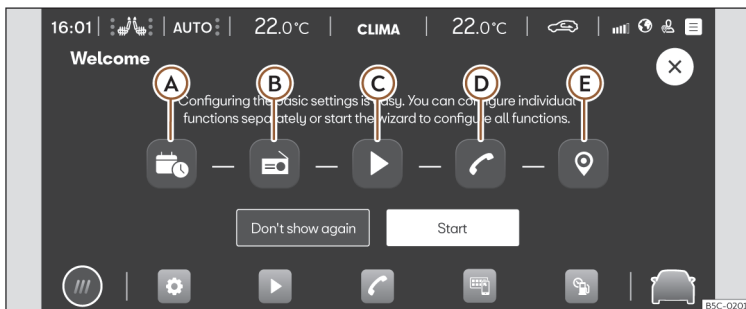 16:01 AUTO 22.0°C CLIMA 22.0°C
Welcome
A B C D E
Configuring the basic settings is easy. You can configure individual
functions separately or start the wizard to configure all functions.
Don't show again Start
B5C-0201